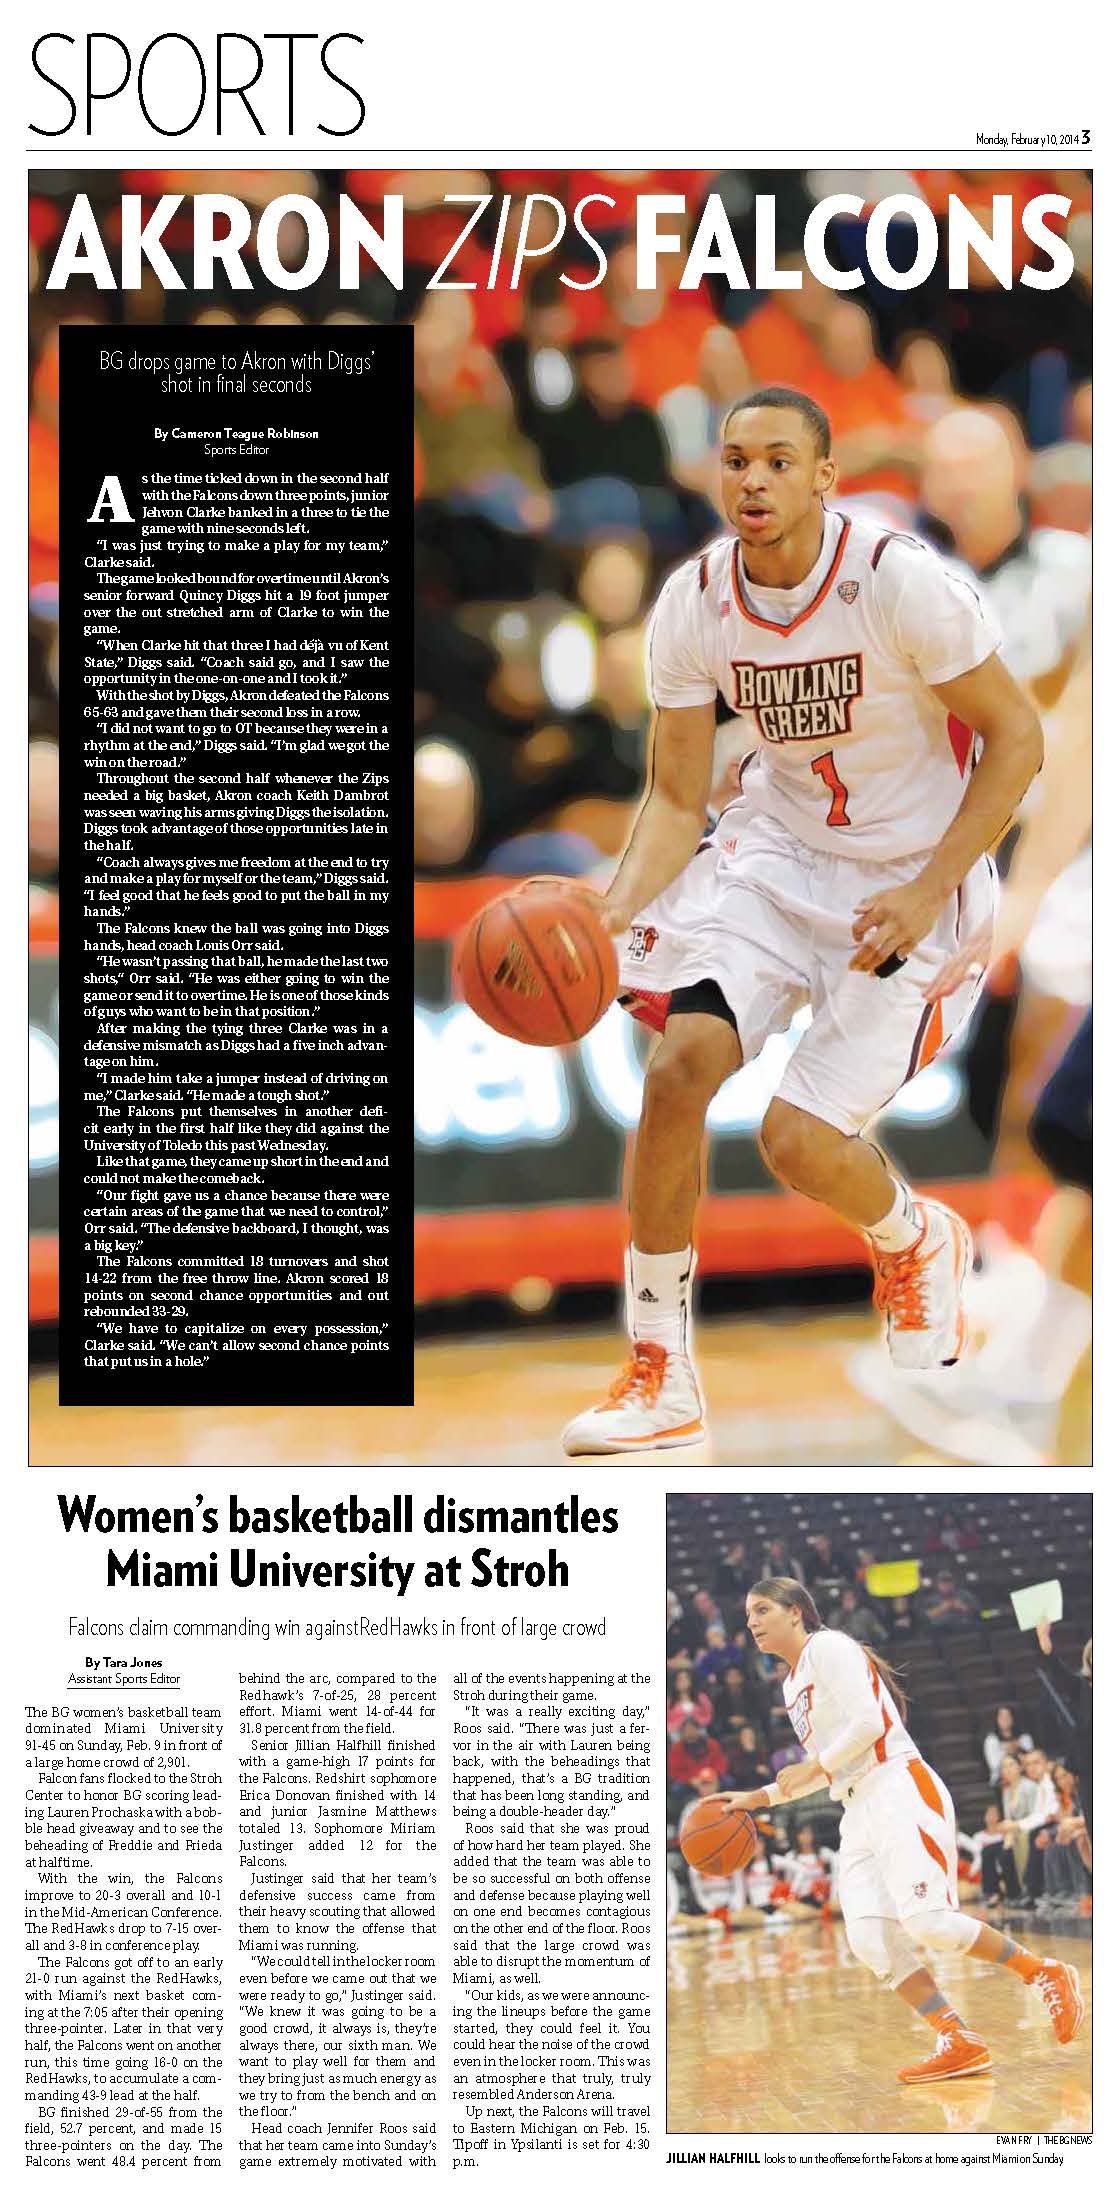 SPORTS
Monday, February 10, 2014 3
AKRON ZIPS FALCONS
BG drops game to Akron with Diggs’
shot in final seconds
By Cameron Teague Robinson
Sports Editor
As the time ticked down in the second half
with the Falcons down three points, junior
Jehvon Clarke banked in a three to tie the
game with nine seconds left.
“I was just trying to make a play for my team,”
Clarke said.
The game looked bound for overtime until Akron’s
senior forward Quincy Diggs hit a 19 foot jumper
over the out stretched arm of Clarke to win the
game.
“When Clarke hit that three I had déjà vu of Kent
State,” Diggs said. “Coach said go, and I saw the
opportunity in the one-on-one and I took it.”
With the shot by Diggs, Akron defeated the Falcons
65-63 and gave them their second loss in a row.
“I did not want to go to OT because they were in a
rhythm at the end,” Diggs said. “I’m glad we got the
win on the road.”
Throughout the second half whenever the Zips
needed a big basket, Akron coach Keith Dambrot
was seen waving his arms giving Diggs the isolation.
Diggs took advantage of those opportunities late in
the half.
“Coach always gives me freedom at the end to try
and make a play for myself or the team,” Diggs said.
“I feel good that he feels good to put the ball in my
hands.”
The Falcons knew the ball was going into Diggs
hands, head coach Louis Orr said.
“He wasn’t passing that ball, he made the last two
shots,“ Orr said. “He was either going to win the
game or send it to overtime. He is one of those kinds
of guys who want to be in that position.”
After making the tying three Clarke was in a
defensive mismatch as Diggs had a five inch advan-
tage on him.
“I made him take a jumper instead of driving on
me,” Clarke said. “He made a tough shot.”
The Falcons put themselves in another defi-
cit early in the first half like they did against the
University of Toledo this past Wednesday.
Like that game, they came up short in the end and
could not make the comeback.
“Our fight gave us a chance because there were
certain areas of the game that we need to control,”
Orr said. “The defensive backboard, I thought, was
a big key.”
The Falcons committed 18 turnovers and shot
14-22 from the free throw line. Akron scored 18
points on second chance opportunities and out
rebounded 33-29.
“We have to capitalize on every possession,”
Clarke said. “We can’t allow second chance points
that put us in a hole.”
BOWLING
GREEN
1
adidas
Women’s basketball dismantles
Miami University at Stroh
Falcons claim commanding win against RedHawks in front of large crowd
By Tara Jones
Assistant Sports Editor
The BG women’s basketball team
dominated Miami University
91-45 on Sunday, Feb. 9 in front of
a large home crowd of 2,901.
Falcon fans flocked to the Stroh
Center to honor BG scoring lead-
ing Lauren Prochaska with a bob-
ble head giveaway and to see the
beheading of Freddie and Frieda
at halftime.
With the win, the Falcons
improve to 20-3 overall and 10-1
in the Mid-American Conference.
The RedHawks drop to 7-15 over-
all and 3-8 in conference play.
The Falcons got off to an early
21-0 run against the RedHawks,
with Miami’s next basket com-
ing at the 7:05 after their opening
three-pointer. Later in that very
half, the Falcons went on another
run, this time going 16-0 on the
RedHawks, to accumulate a com-
manding 43-9 lead at the half.
BG finished 29-of-55 from the
field, 52.7 percent, and made 15
three-pointers on the day. The
Falcons went 48.4 percent from
behind the arc, compared to the
Redhawk’s 7-of-25, 28 percent
effort. Miami went 14-of-44 for
31.8 percent from the field.
Senior Jillian Halfhill finished
with a game-high 17 points for
the Falcons. Redshirt sophomore
Erica Donovan finished with 14
and junior Jasmine Matthews
totaled 13. Sophomore Miriam
Justinger added 12 for the
Falcons.
Justinger said that her team’s
defensive success came from
their heavy scouting that allowed
them to know the offense that
Miami was running.
“We could tell in the locker room
even before we came out that we
were ready to go,” Justinger said.
“We knew it was going to be a
good crowd, it always is, they’re
always there, our sixth man. We
want to play well for them and
they bring just as much energy as
we try to from the bench and on
the floor.”
Head coach Jennifer Roos said
that her team came into Sunday’s
game extremely motivated with
all of the events happening at the
Stroh during their game.
“It was a really exciting day,”
Roos said. “There was just a fer-
vor in the air with Lauren being
back, with the beheadings that
happened, that’s a BG tradition
that has been long standing, and
being a double-header day.”
Roos said that she was proud
of how hard her team played. She
added that the team was able to
be so successful on both offense
and defense because playing well
on one end becomes contagious
on the other end of the floor. Roos
said that the large crowd was
able to disrupt the momentum of
Miami, as well.
“Our kids, as we were announc-
ing the lineups before the game
started, they could feel it. You
could hear the noise of the crowd
even in the locker room. This was
an atmosphere that truly, truly
resembled Anderson Arena.
Up next, the Falcons will travel
to Eastern Michigan on Feb. 15.
Tipoff in Ypsilanti is set for 4:30
p.m.
EVAN FRY | THE BG NEWS
JILLIAN HALFHILL looks to run the offense for the Falcons at home against Miami on Sunday.